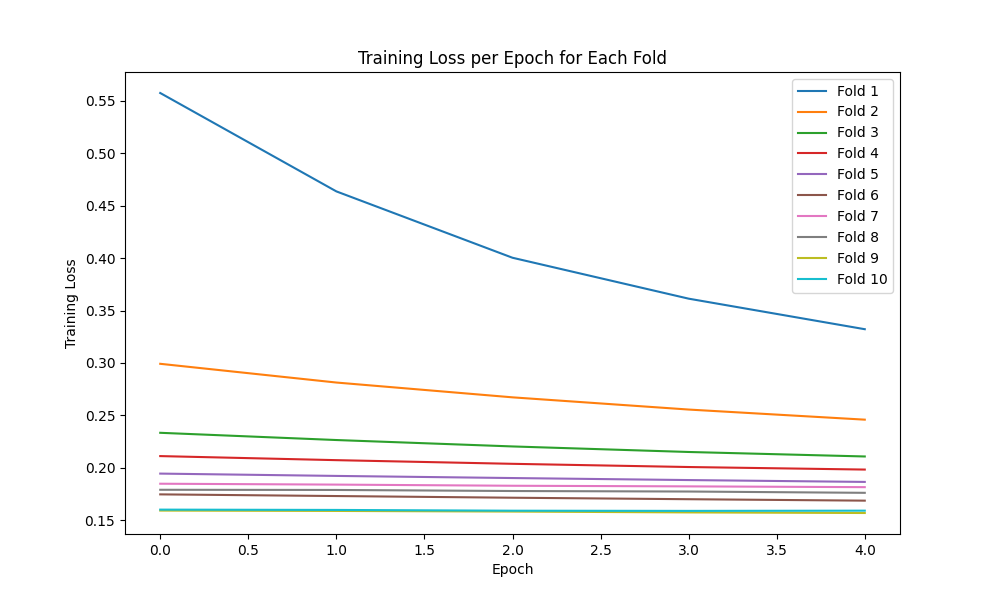 Training Loss per Epoch for Each Fold
Training Loss
0.55
0.50
0.45
0.40
0.35
0.30
0.25
0.20
0.15
Fold 1
Fold 2
Fold 3
Fold 4
Fold 5
Fold 6
Fold 7
Fold 8
Fold 9
Fold 10
0.0 0.5 1.0 1.5 2.0 2.5 3.0 3.5 4.0
Epoch